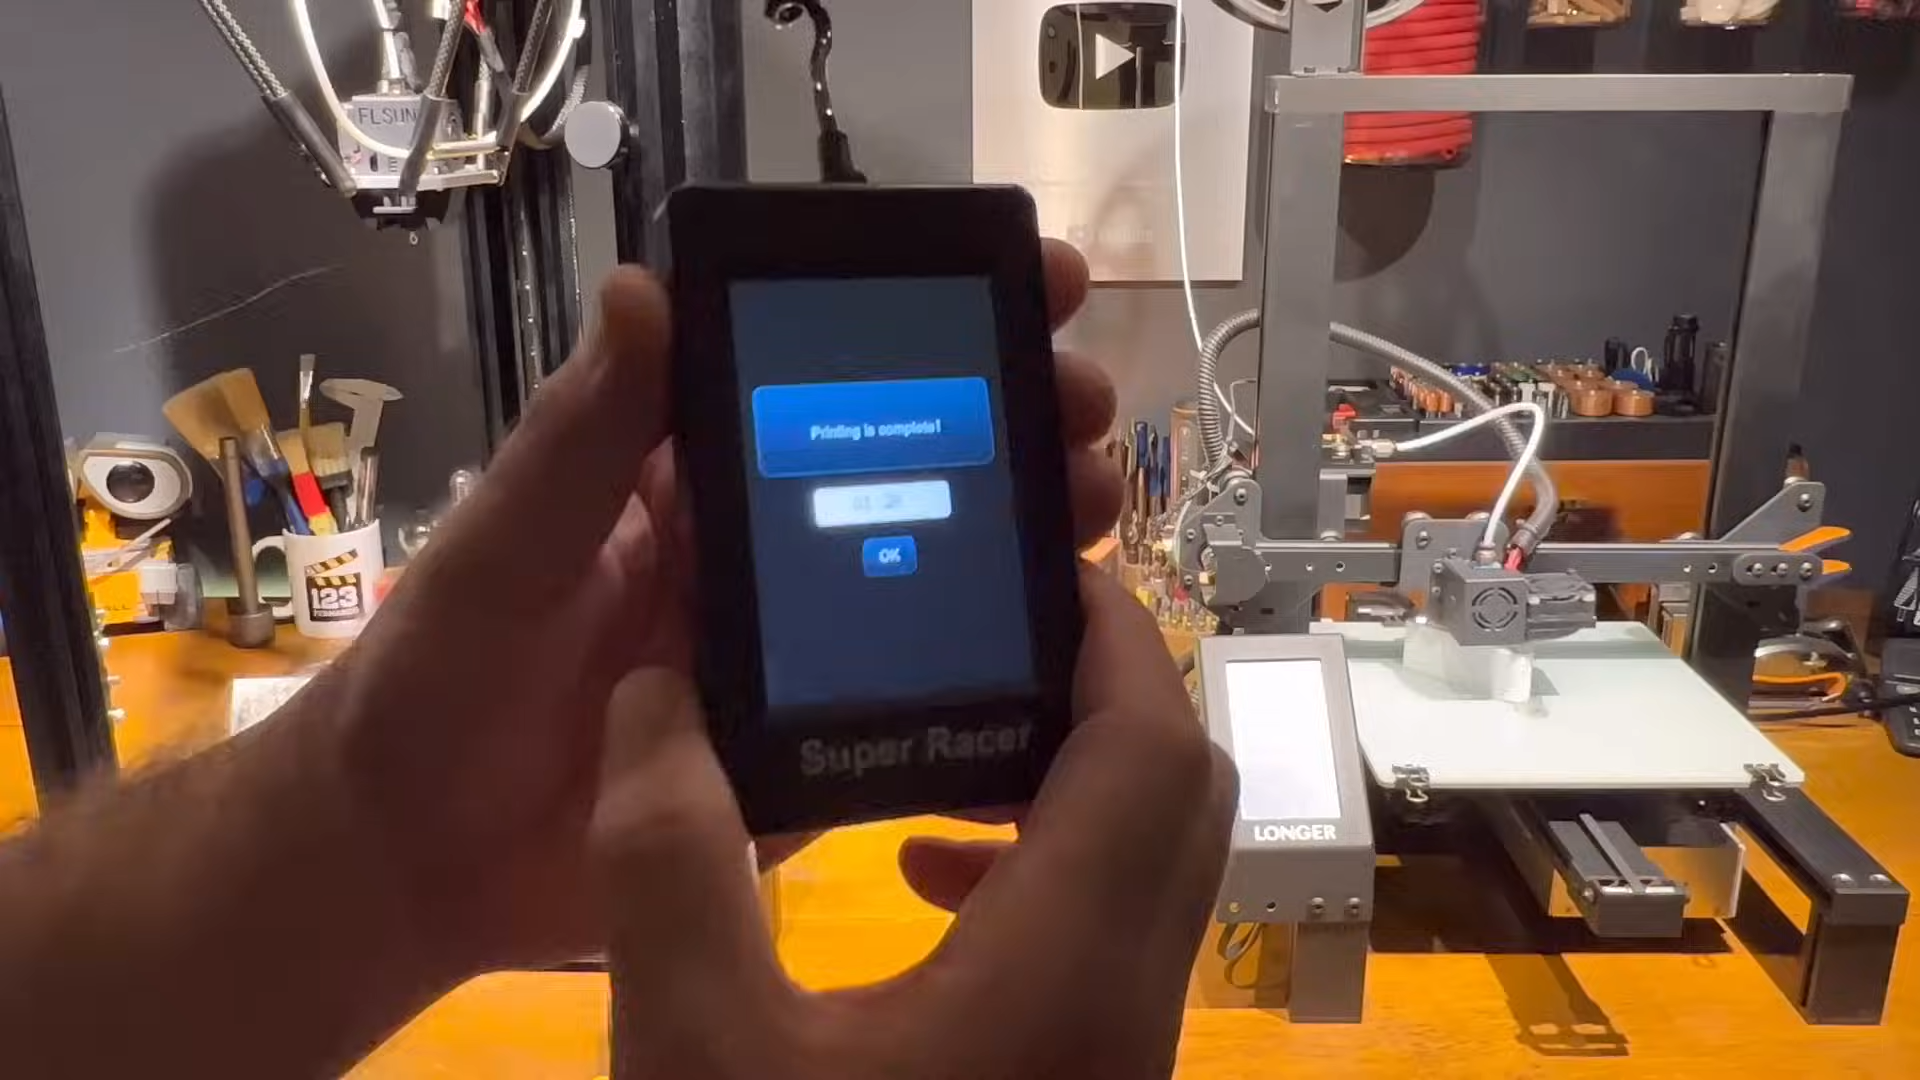 FLSUN
Printing is complete!
OK
Super Racer
123
LONGER